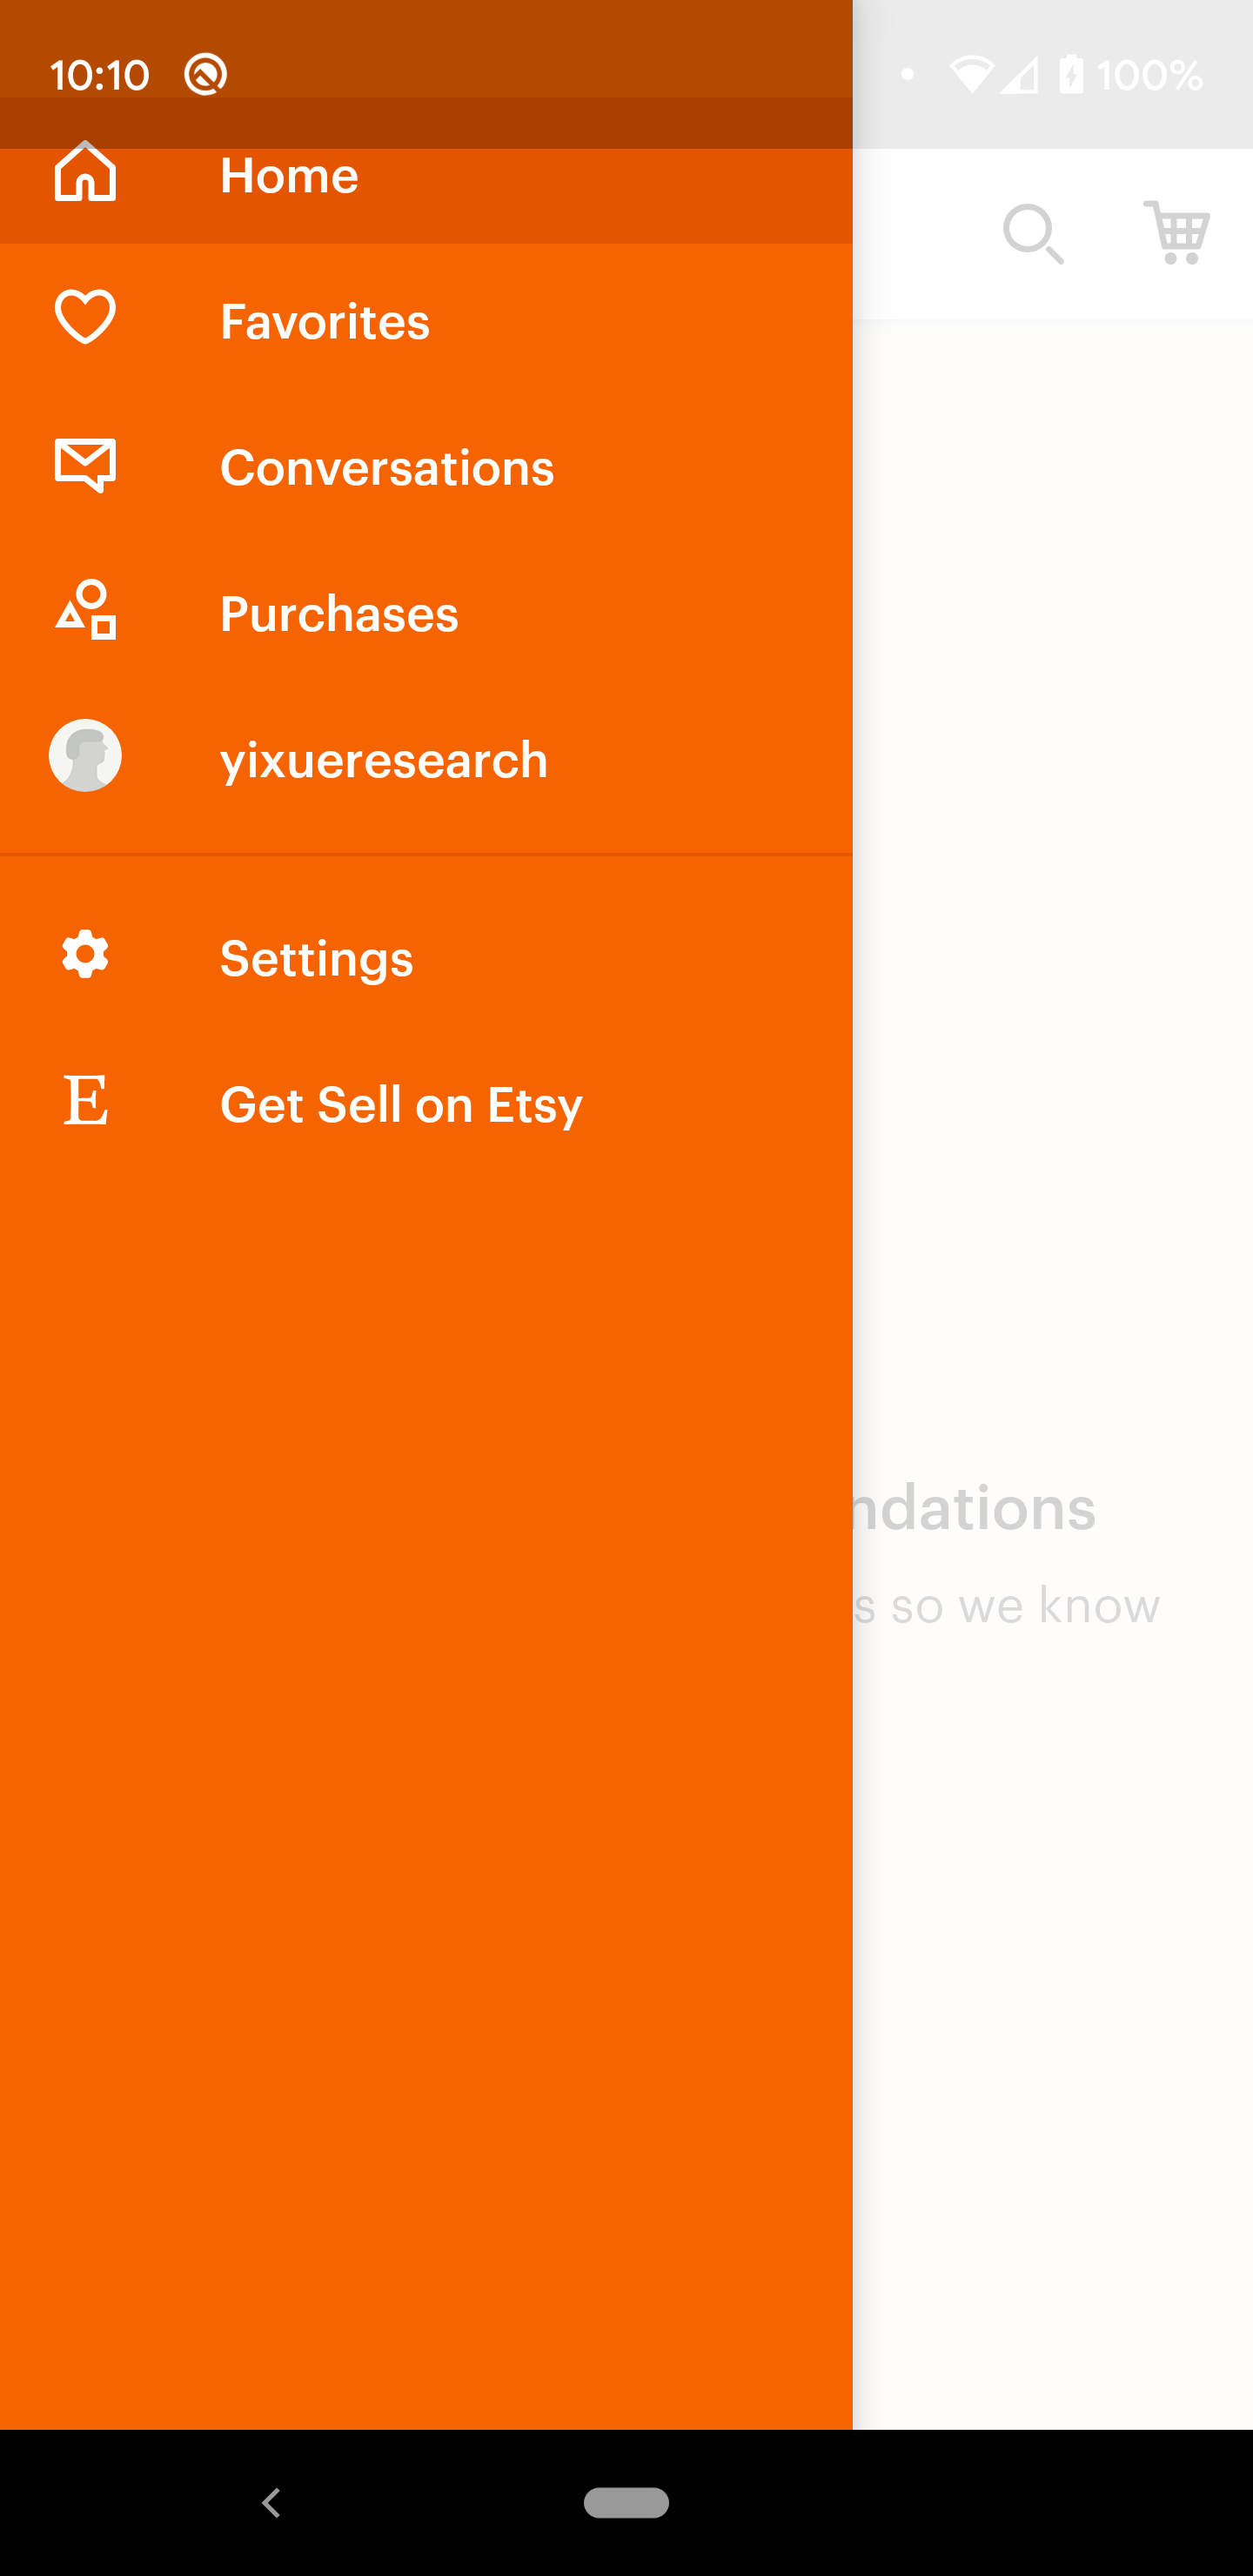 10:10
100%
Home
Favorites
Conversations
Purchases
yixueresearch
Settings
E
Get Sell on Etsy
ndations
s so we know